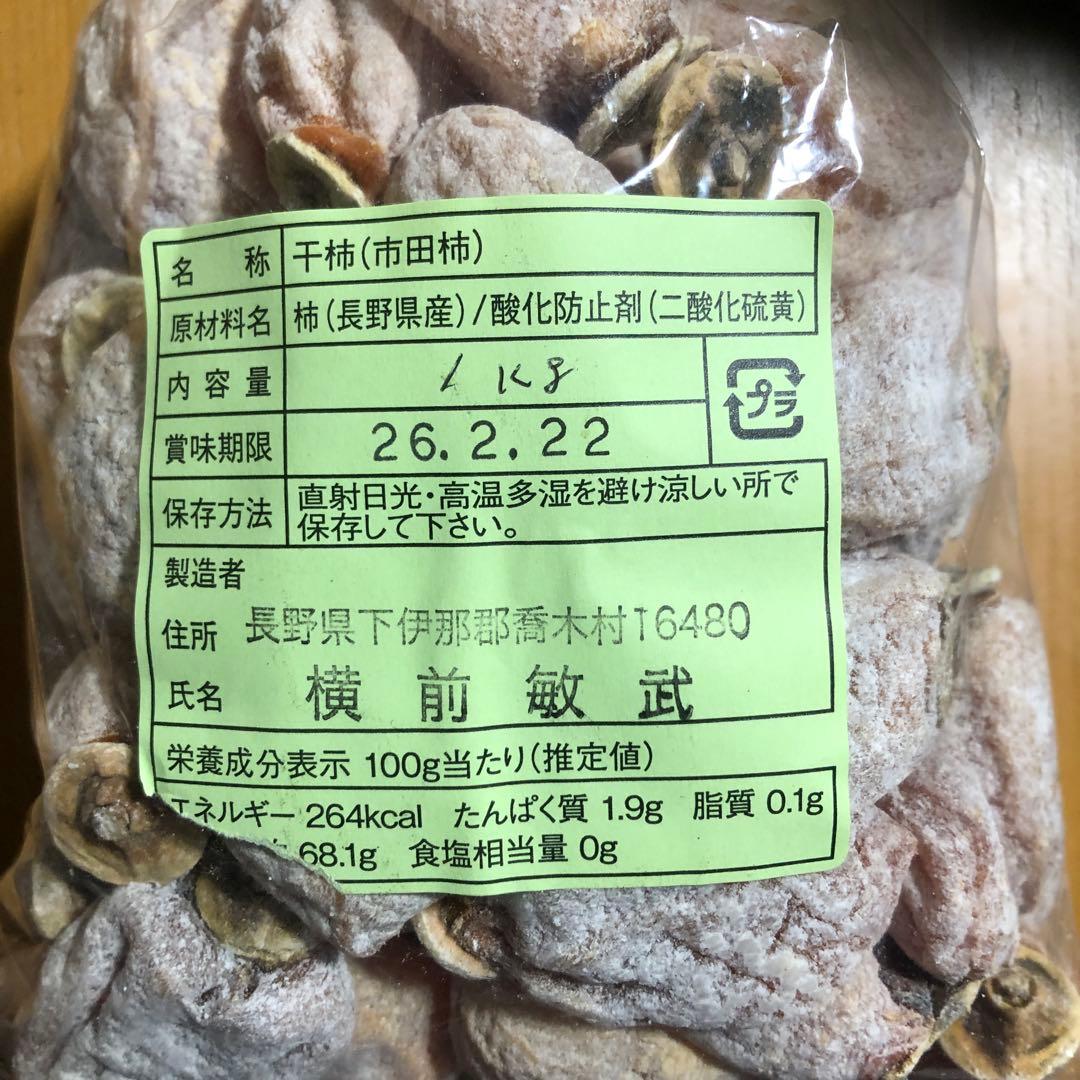 名 称 干柿(市田柿)
原材料名 柿(長野県産)/酸化防止剤(二酸化硫黄)
内容量 1kg
プラ
賞味期限 26.2.22
保存方法 直射日光・高温多湿を避け涼しい所で
保存して下さい。
製造者
住所 長野県下伊那郡喬木村16480
氏名 横前敏武
栄養成分表示 100g当たり(推定値)
エネルギー 264kcal たんぱく質 1.9g 脂質 0.1g
68.1g 食塩相当量 0g